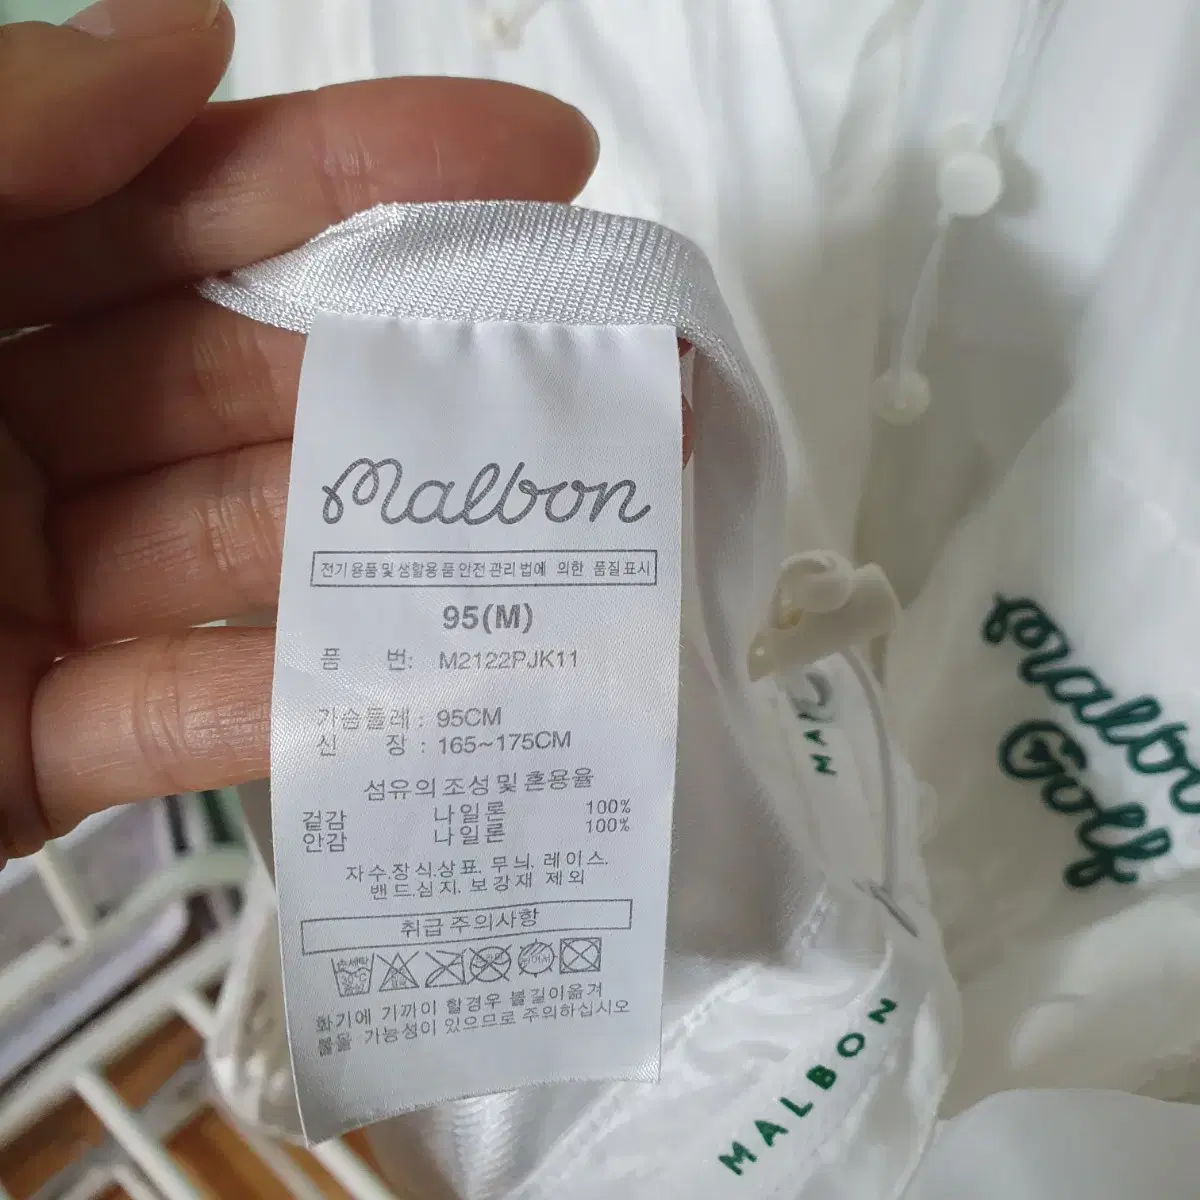 Malbon
전기용품및생활용품안전관리법에 의한 품질표시
95(M)
품 번: M2122PJK11
가슴둘레 : 95CM
신 장 : 165~175CM
섬유의 조성 및 혼용율
겉감 나일론 100%
안감 나일론 100%
자수.장식상표. 무늬. 레이스.
밴드.심지. 보강재 제외
취급주의사항
손세탁
화기에 가까이 할경우 불길이옮겨
붙을 가능성이 있으므로 주의하십시오
Malbo
Golf
MALBON